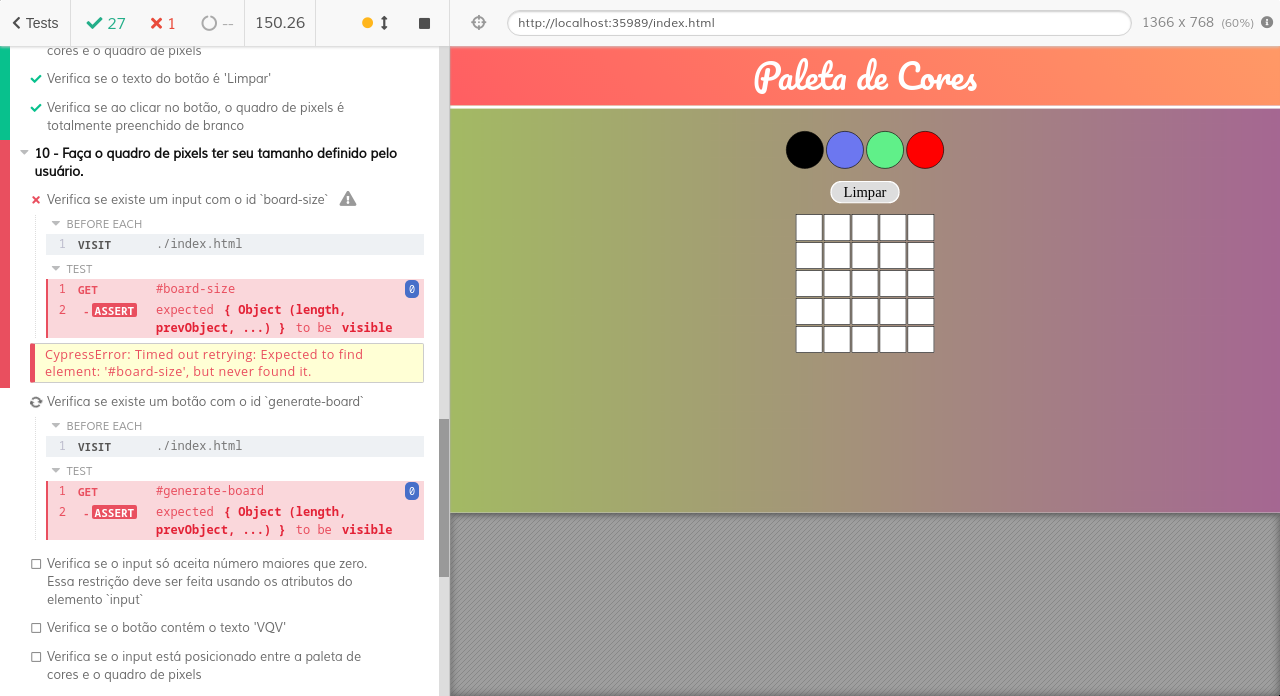 Tests 27 1 -- 150.26
http://localhost:35989/index.html 1366 x 768 (60%)
cores e o quadro de pixels
Verifica se o texto do botão é 'Limpar'
Verifica se ao clicar no botão, o quadro de pixels é
totalmente preenchido de branco
10 - Faça o quadro de pixels ter seu tamanho definido pelo
usuário.
Verifica se existe um input com o id `board-size`
BEFORE EACH
1 VISIT ./index.html
TEST
1 GET #board-size 0
2 - ASSERT expected { Object (length,
prevObject, ...) } to be visible
CypressError: Timed out retrying: Expected to find
element: '#board-size', but never found it.
Verifica se existe um botão com o id `generate-board`
BEFORE EACH
1 VISIT ./index.html
TEST
1 GET #generate-board 0
2 - ASSERT expected { Object (length,
prevObject, ...) } to be visible
Verifica se o input só aceita número maiores que zero.
Essa restrição deve ser feita usando os atributos do
elemento `input`
Verifica se o botão contém o texto 'VQV'
Verifica se o input está posicionado entre a paleta de
cores e o quadro de pixels
Paleta de Cores
Limpar